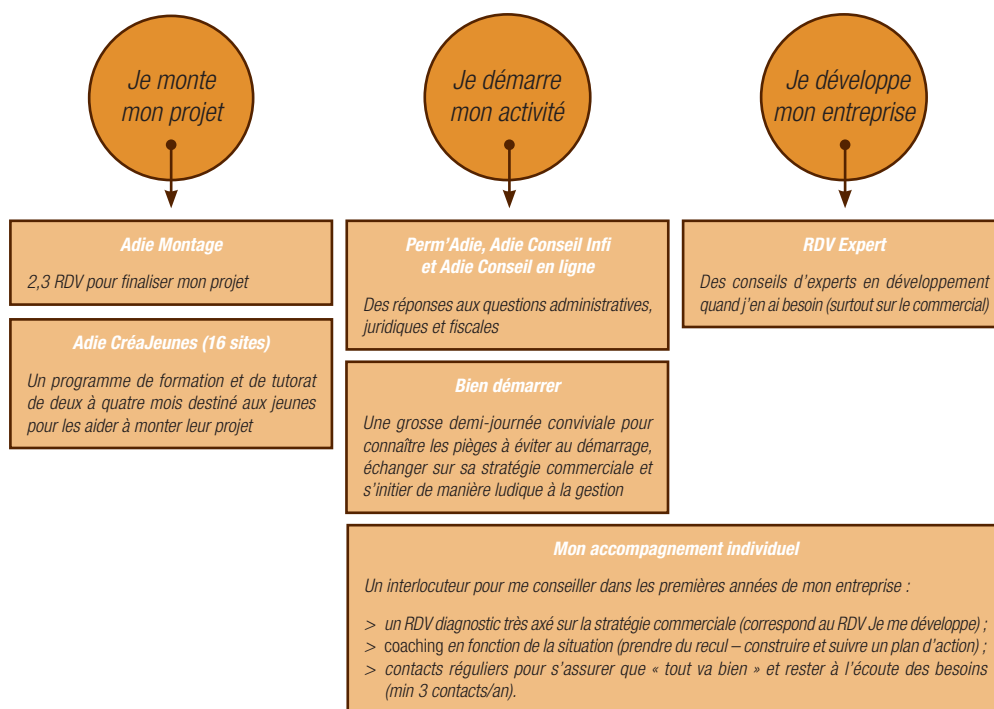 Je monte
mon projet
Je démarre
mon activité
Je développe
mon entreprise
Adie Montage
2,3 RDV pour finaliser mon projet
Adie CréaJeunes (16 sites)
Un programme de formation et de tutorat
de deux à quatre mois destiné aux jeunes
pour les aider à monter leur projet
Perm’Adie, Adie Conseil Infi
et Adie Conseil en ligne
Des réponses aux questions administratives,
juridiques et fiscales
Bien démarrer
Une grosse demi-journée conviviale pour
connaître les pièges à éviter au démarrage,
échanger sur sa stratégie commerciale et
s’initier de manière ludique à la gestion
RDV Expert
Des conseils d’experts en développement
quand j’en ai besoin (surtout sur le commercial)
Mon accompagnement individuel
Un interlocuteur pour me conseiller dans les premières années de mon entreprise :
> un RDV diagnostic très axé sur la stratégie commerciale (correspond au RDV Je me développe) ;
> coaching en fonction de la situation (prendre du recul – construire et suivre un plan d’action) ;
> contacts réguliers pour s’assurer que « tout va bien » et rester à l’écoute des besoins
(min 3 contacts/an).